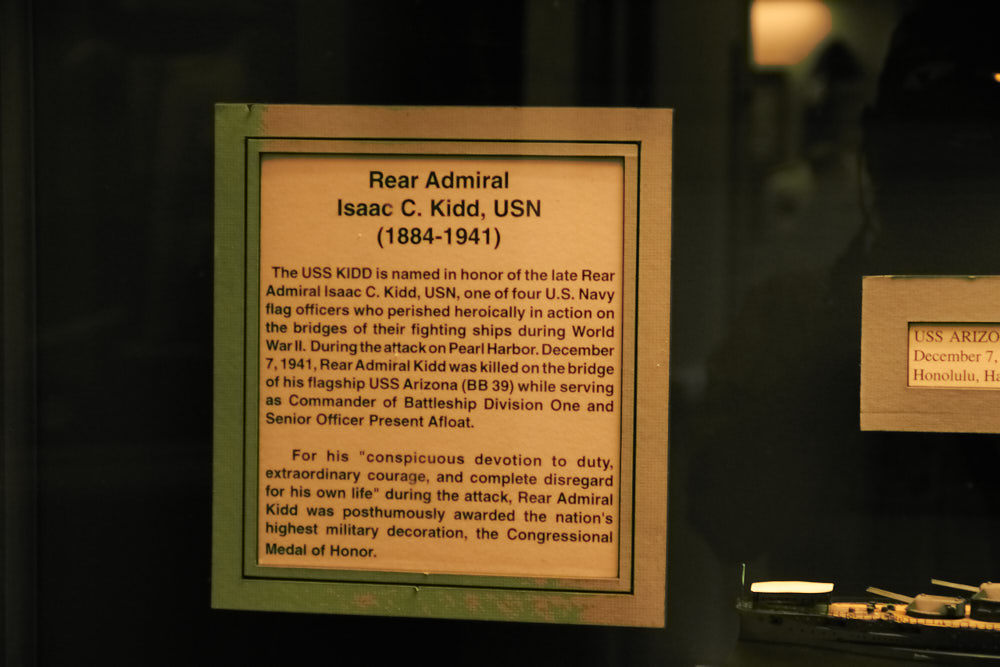 Rear Admiral
Isaac C. Kidd, USN
(1884-1941)
The USS KIDD is named in honor of the late Rear
Admiral Isaac C. Kidd, USN, one of four U.S. Navy
flag officers who perished heroically in action on
the bridges of their fighting ships during World
War II. During the attack on Pearl Harbor. December
7, 1941, Rear Admiral Kidd was killed on the bridge
of his flagship USS Arizona (BB 39) while serving
as Commander of Battleship Division One and
Senior Officer Present Afloat.
For his "conspicuous devotion to duty,
extraordinary courage, and complete disregard
for his own life" during the attack, Rear Admiral
Kidd was posthumously awarded the nation's
highest military decoration, the Congressional
Medal of Honor.
USS ARIZO
December 7,
Honolulu, Ha